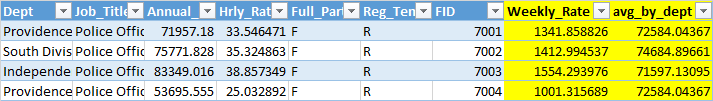 Dept Job_Title Annual_ Hrly_Rat Full_Part Reg_Ten FID Weekly_Rate avg_by_dept
Providence Police Offic 71957.18 33.546471 F R 7001 1341.858826 72584.04367
South Divis Police Offic 75771.828 35.324863 F R 7002 1412.994537 74684.89661
Independe Police Offic 83349.016 38.857349 F R 7003 1554.293976 71597.13095
Providence Police Offic 53695.555 25.032892 F R 7004 1001.315689 72584.04367